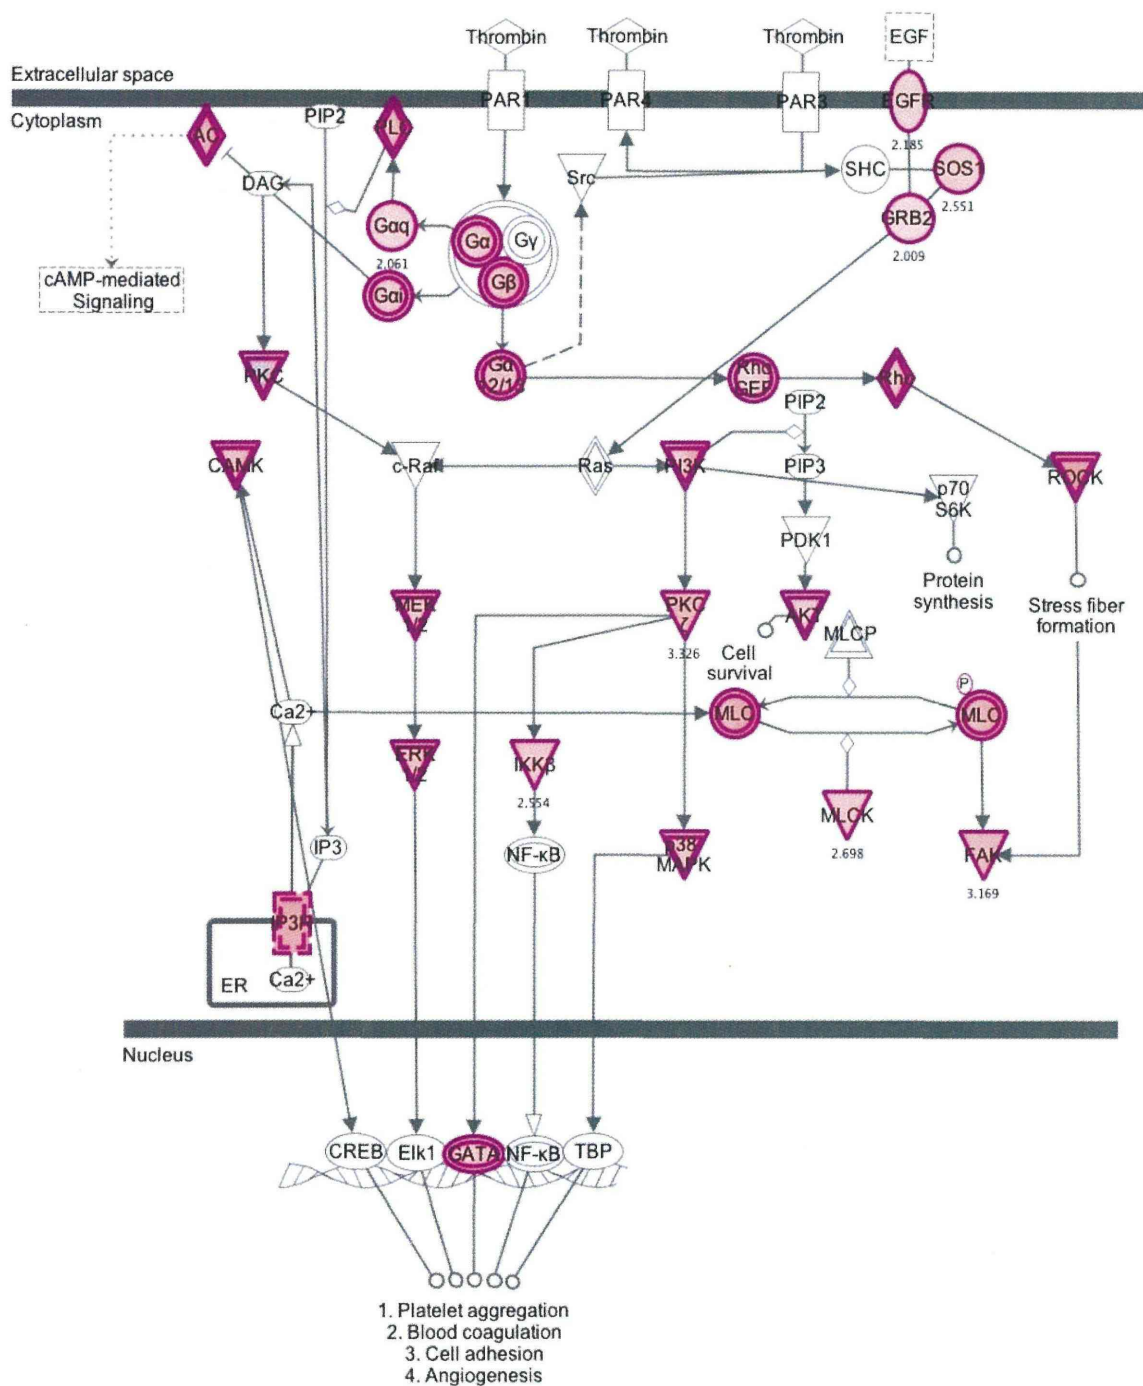 Thrombin
Thrombin
Thrombin
EGF
Extracellular space
PAR1
PAR4
PAR3
EGFR
Cytoplasm
AC
PIP2
PLC
2.185
SHC
SOS1
DAG
Src
2.551
Gαq
Gα
Gγ
GRB2
2.061
2.009
cAMP-mediated
Signaling
Gαi
Gβ
PKC
Gα
12/13
Rho
GEF
Rho
PIP2
CAMK
c-Raf
Ras
PI3K
PIP3
p70
S6K
ROCK
PDK1
Protein
synthesis
Stress fiber
formation
MEK
1/2
PKC
ζ
3.326
AKT
MLCP
Cell
survival
Ca2+
MLC
P
MLC
ERK
1/2
IKKβ
2.554
MLCK
2.698
IP3
NF-κB
p38
MAPK
FAK
3.169
IP3R
ER
Ca2+
Nucleus
CREB
Elk1
GATA
NF-κB
TBP
1. Platelet aggregation
2. Blood coagulation
3. Cell adhesion
4. Angiogenesis